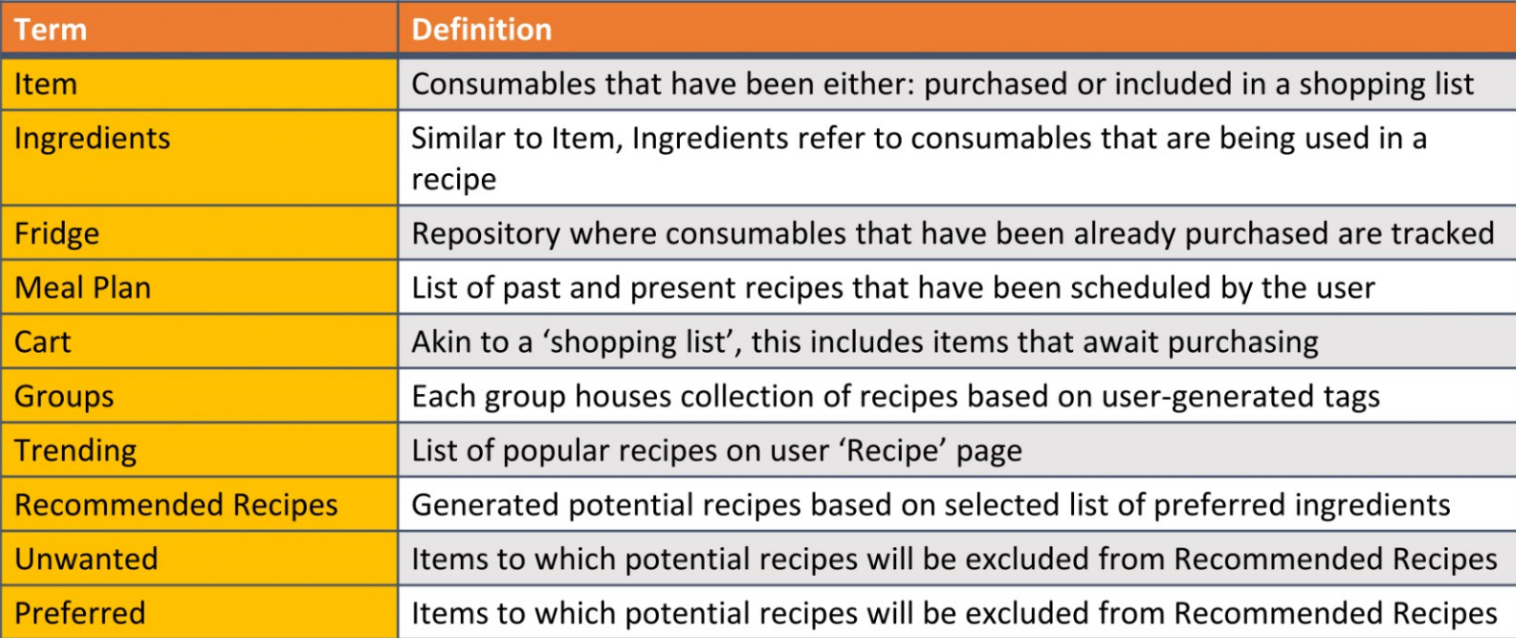 Term Definition
Item Consumables that have been either: purchased or included in a shopping list
Ingredients Similar to Item, Ingredients refer to consumables that are being used in a
recipe
Fridge Repository where consumables that have been already purchased are tracked
Meal Plan List of past and present recipes that have been scheduled by the user
Cart Akin to a ‘shopping list’, this includes items that await purchasing
Groups Each group houses collection of recipes based on user-generated tags
Trending List of popular recipes on user ‘Recipe’ page
Recommended Recipes Generated potential recipes based on selected list of preferred ingredients
Unwanted Items to which potential recipes will be excluded from Recommended Recipes
Preferred Items to which potential recipes will be excluded from Recommended Recipes